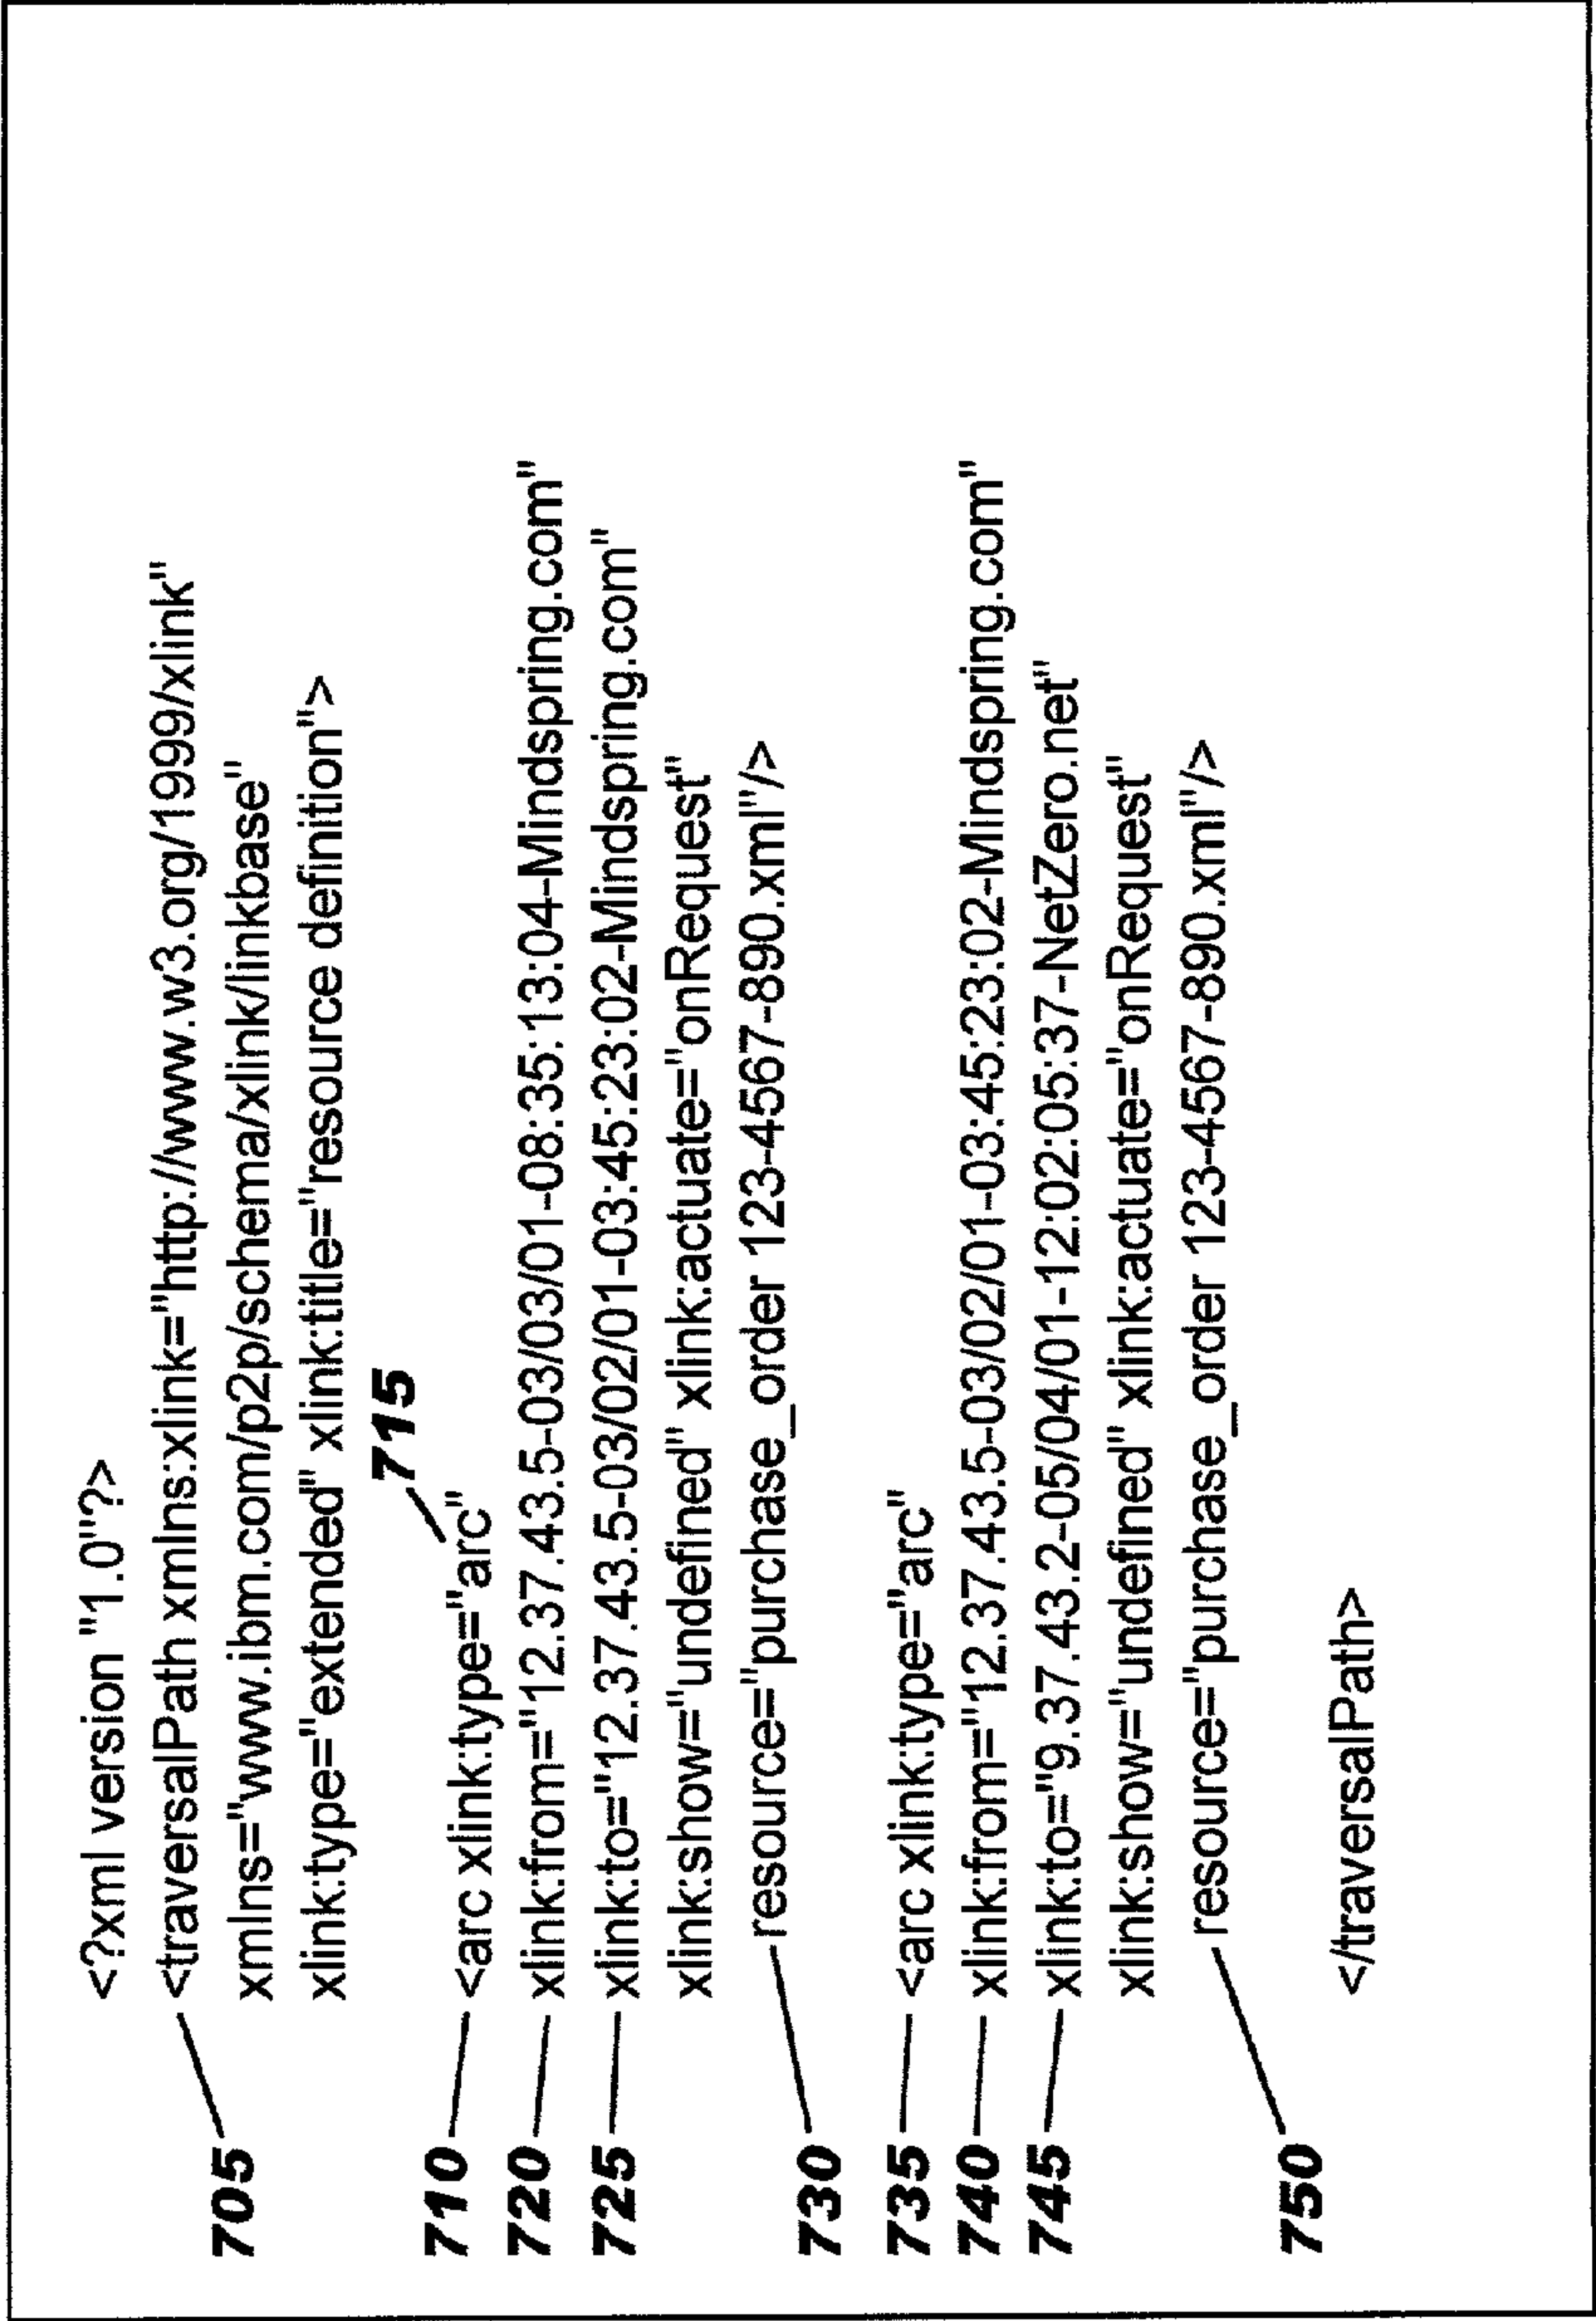 <?xml version "1.0"?>
705 <traversalPath xmlns:xlink="http://www.w3.org/1999/xlink"
xmlns="www.ibm.com/p2p/schema/xlink/linkbase"
xlink:type="extended" xlink:title="resource definition">
715
710 <arc xlink:type="arc"
720 xlink:from="12.37.43.5-03/03/01-08:35:13:04-Mindspring.com"
725 xlink:to="12.37.43.5-03/02/01-03:45:23:02-Mindspring.com"
xlink:show="undefined" xlink:actuate="onRequest"
730 resource="purchase_order 123-4567-890.xml"/>
735 <arc xlink:type="arc"
740 xlink:from="12.37.43.5-03/02/01-03:45:23:02-Mindspring.com"
745 xlink:to="9.37.43.2-05/04/01-12:02:05:37-NetZero.net"
xlink:show="undefined" xlink:actuate="onRequest"
750 resource="purchase_order 123-4567-890.xml"/>
</traversalPath>